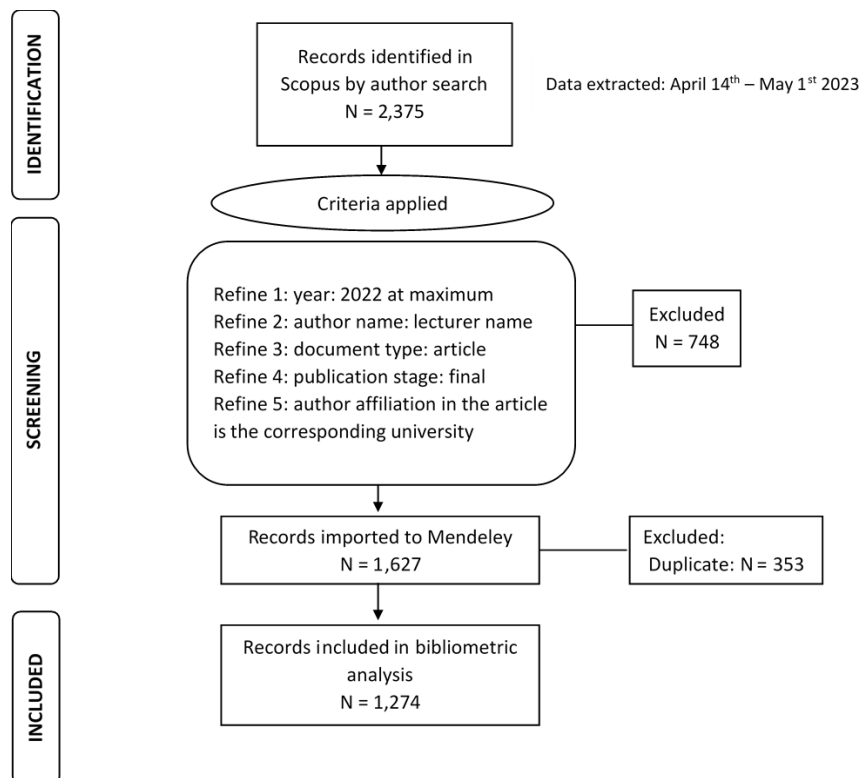 IDENTIFICATION
Records identified in
Scopus by author search
N = 2,375
Data extracted: April 14th – May 1st 2023
Criteria applied
SCREENING
Refine 1: year: 2022 at maximum
Refine 2: author name: lecturer name
Refine 3: document type: article
Refine 4: publication stage: final
Refine 5: author affiliation in the article
is the corresponding university
Excluded
N = 748
Records imported to Mendeley
N = 1,627
Excluded:
Duplicate: N = 353
INCLUDED
Records included in bibliometric
analysis
N = 1,274